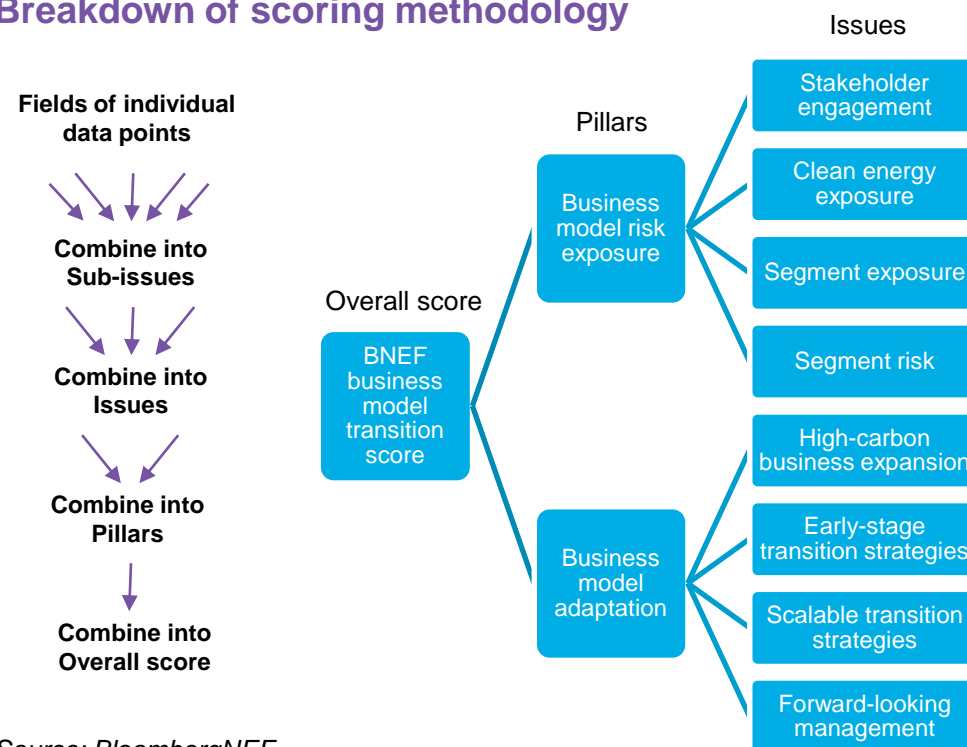 Breakdown of scoring methodology
Fields of individual
data points
Combine into
Sub-issues
Combine into
Issues
Combine into
Pillars
Combine into
Overall score
Overall score
BNEF
business
model
transition
score
Pillars
Business
model risk
exposure
Business
model
adaptation
Issues
Stakeholder
engagement
Clean energy
exposure
Segment exposure
Segment risk
High-carbon
business expansion
Early-stage
transition strategies
Scalable transition
strategies
Forward-looking
management
Source: BloombergNEF